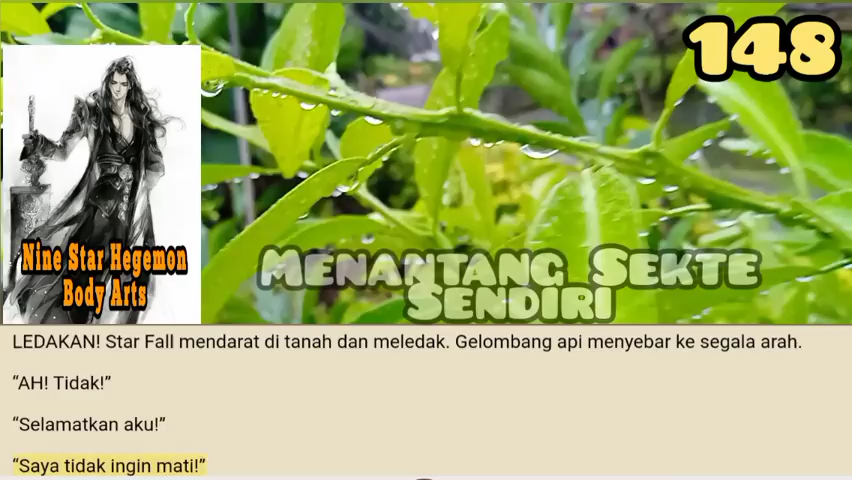 148
Nine Star Hegemon
Body Arts
MENANTANG SEKTE
SENDIRI
LEDAKAN! Star Fall mendarat di tanah dan meledak. Gelombang api menyebar ke segala arah.
“AH! Tidak!”
“Selamatkan aku!”
“Saya tidak ingin mati!”